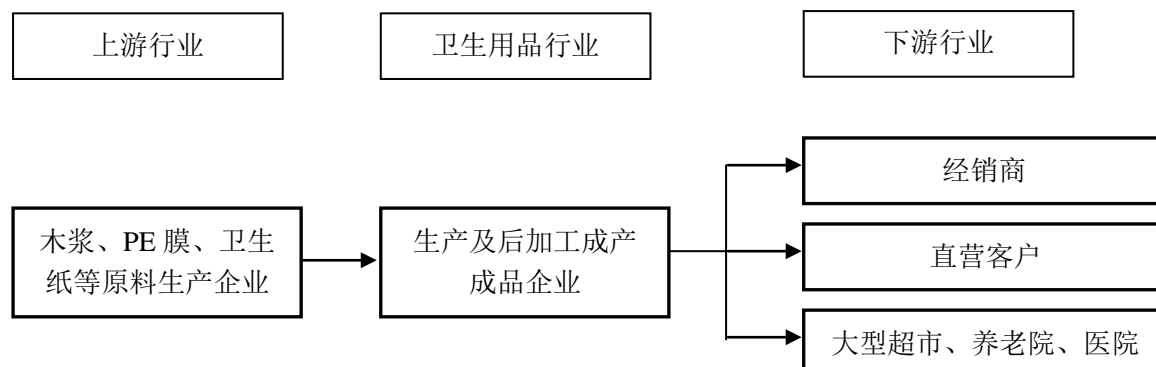 上游行业
卫生用品行业
下游行业
木浆、PE 膜、卫生
纸等原料生产企业
生产及后加工成产
成品企业
经销商
直营客户
大型超市、养老院、医院